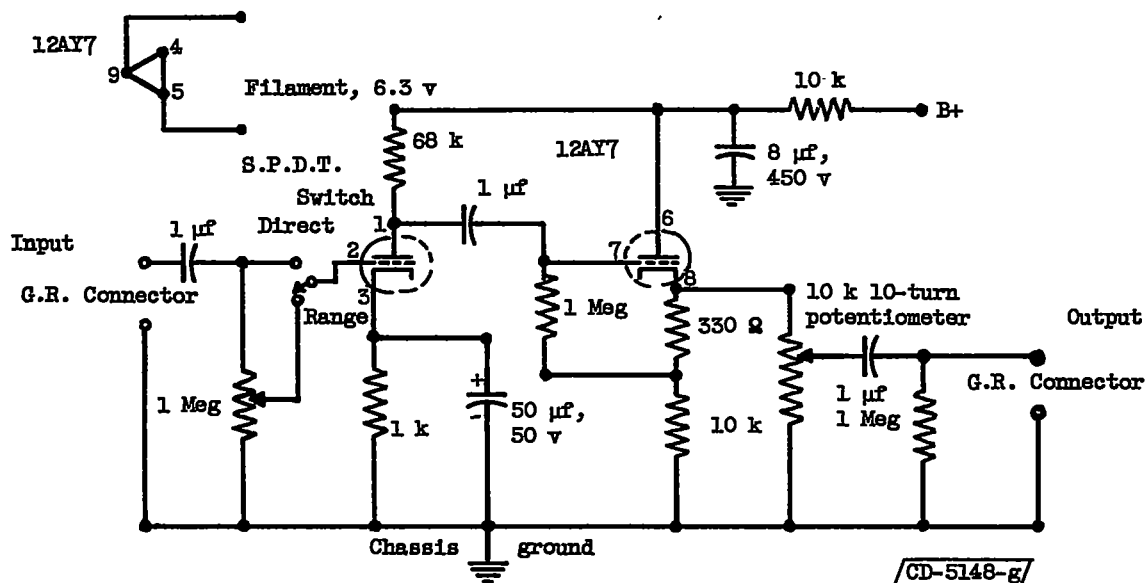 12AY7
9
4
5
Filament, 6.3 v
10 k
B+
68 k
12AY7
8 µf,
450 v
S.P.D.T.
Switch
1 µf
Direct
1
6
Input
1 µf
2
7
G.R. Connector
3
8
Range
1 Meg
330 Ω
10 k 10-turn
potentiometer
Output
G.R. Connector
1 Meg
1 k
+
50 µf,
50 v
10 k
1 µf
1 Meg
Chassis ground
CD-5148-g